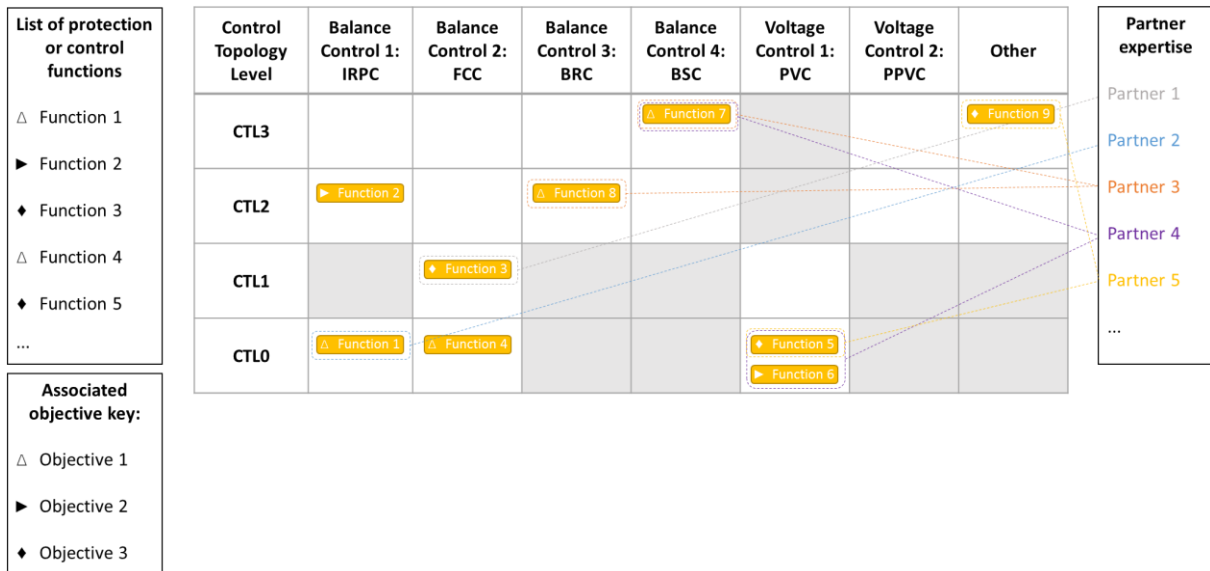 List of protection
or control
functions
△ Function 1
► Function 2
♦ Function 3
△ Function 4
♦ Function 5
...
Associated
objective key:
△ Objective 1
► Objective 2
♦ Objective 3
Control
Topology
Level
Balance
Control 1:
IRPC
Balance
Control 2:
FCC
Balance
Control 3:
BRC
Balance
Control 4:
BSC
Voltage
Control 1:
PVC
Voltage
Control 2:
PPVC
Other
CTL3
△ Function 7
♦ Function 9
CTL2
► Function 2
△ Function 8
CTL1
♦ Function 3
CTL0
△ Function 1
△ Function 4
♦ Function 5
► Function 6
Partner
expertise
Partner 1
Partner 2
Partner 3
Partner 4
Partner 5
...